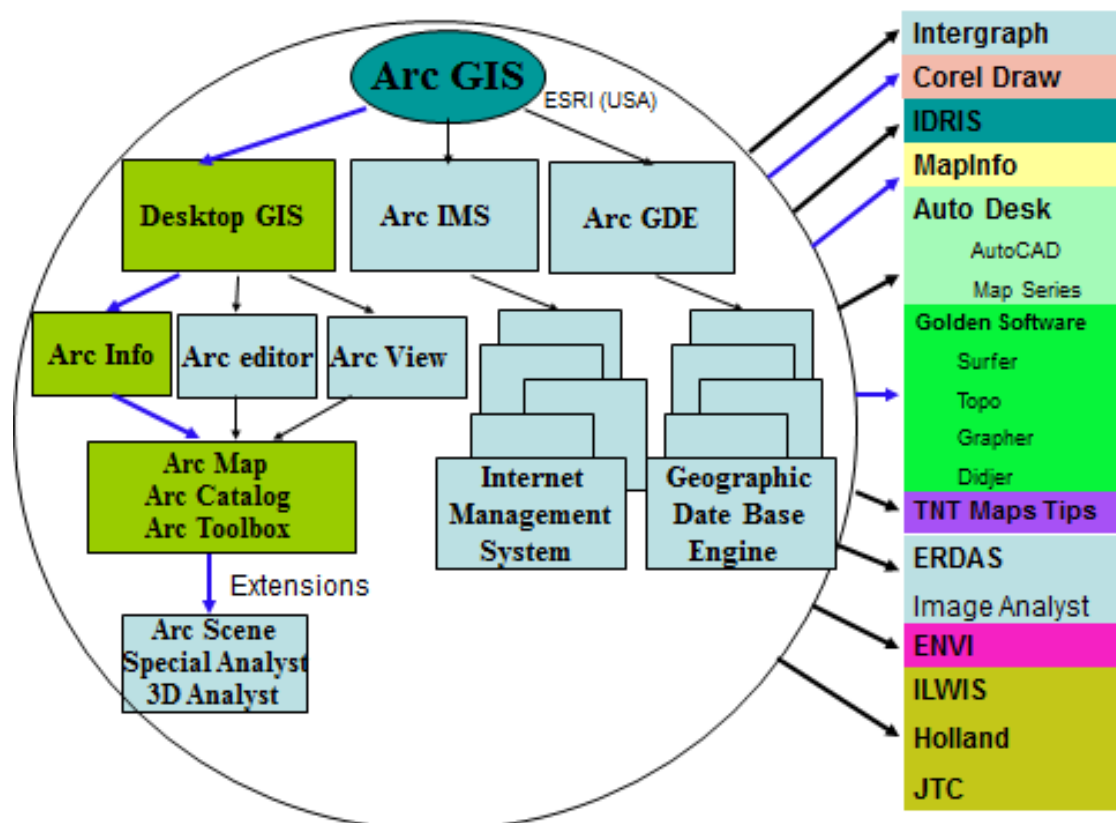 Arc GIS
ESRI (USA)
Desktop GIS
Arc IMS
Arc GDE
Arc Info
Arc editor
Arc View
Arc Map
Arc Catalog
Arc Toolbox
Internet
Management
System
Geographic
Date Base
Engine
Extensions
Arc Scene
Special Analyst
3D Analyst
Intergraph
Corel Draw
IDRIS
MapInfo
Auto Desk
AutoCAD
Map Series
Golden Software
Surfer
Topo
Grapher
Didjer
TNT Maps Tips
ERDAS
Image Analyst
ENVI
ILWIS
Holland
JTC